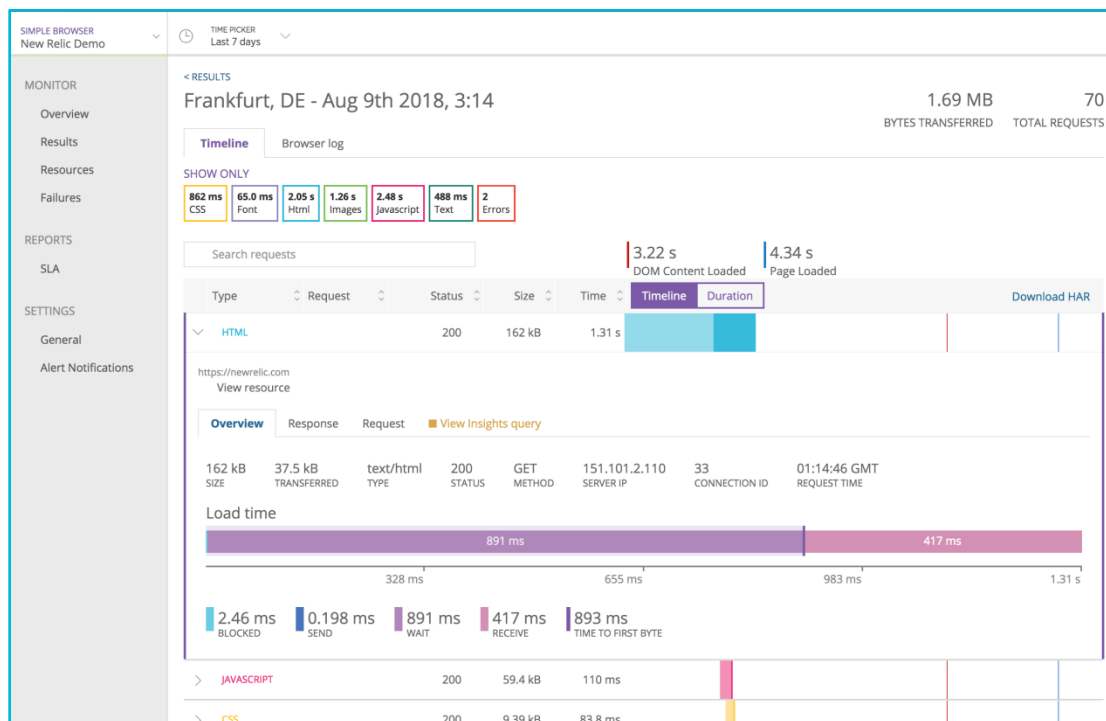 SIMPLE BROWSER
New Relic Demo
TIME PICKER
Last 7 days
MONITOR
Overview
Results
Resources
Failures
REPORTS
SLA
SETTINGS
General
Alert Notifications
< RESULTS
Frankfurt, DE - Aug 9th 2018, 3:14
1.69 MB
BYTES TRANSFERRED
70
TOTAL REQUESTS
Timeline
Browser log
SHOW ONLY
862 ms
CSS
65.0 ms
Font
2.05 s
Html
1.26 s
Images
2.48 s
Javascript
488 ms
Text
2
Errors
Search requests
3.22 s
DOM Content Loaded
4.34 s
Page Loaded
Type Request Status Size Time Timeline Duration Download HAR
HTML 200 162 kB 1.31 s
https://newrelic.com
View resource
Overview Response Request View Insights query
162 kB
SIZE
37.5 kB
TRANSFERRED
text/html
TYPE
200
STATUS
GET
METHOD
151.101.2.110
SERVER IP
33
CONNECTION ID
01:14:46 GMT
REQUEST TIME
Load time
891 ms 417 ms
328 ms 655 ms 983 ms 1.31 s
2.46 ms
BLOCKED
0.198 ms
SEND
891 ms
WAIT
417 ms
RECEIVE
893 ms
TIME TO FIRST BYTE
JAVASCRIPT 200 59.4 kB 110 ms
CSS 200 9.39 kB 83.8 ms